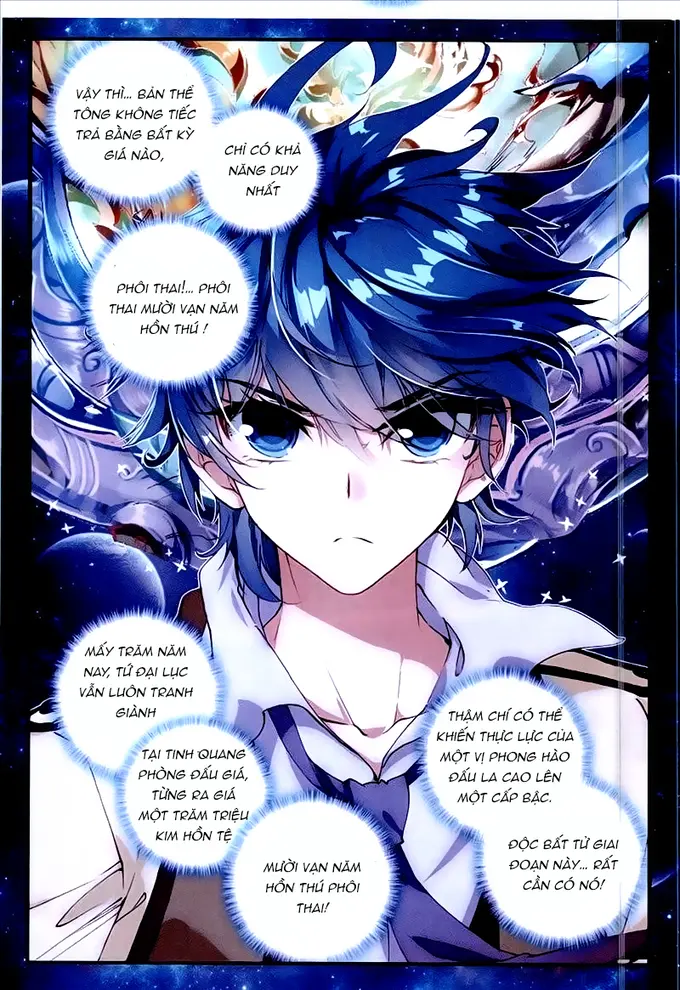 VẬY THÌ... BẢN THỂ
TÔNG KHÔNG TIẾC
TRẢ BẰNG BẤT KỲ
GIÁ NÀO,
CHỈ CÓ KHẢ
NĂNG DUY
NHẤT
PHÔI THAI!... PHÔI
THAI MƯỜI VẠN NĂM
HỒN THÚ !
MẤY TRĂM NĂM
NAY, TỨ ĐẠI LỤC
VẪN LUÔN TRANH
GIÀNH
TẠI TINH QUANG
PHÒNG ĐẤU GIÁ,
TỪNG RA GIÁ
MỘT TRĂM TRIỆU
KIM HỒN TỆ
MƯỜI VẠN NĂM
HỒN THÚ PHÔI
THAI!
THẬM CHÍ CÓ THỂ
KHIẾN THỰC LỰC CỦA
MỘT VỊ PHONG HÀO
ĐẤU LA CAO LÊN
MỘT CẤP BẬC.
ĐỘC BẤT TỬ GIAI
ĐOẠN NÀY... RẤT
CẦN CÓ NÓ!